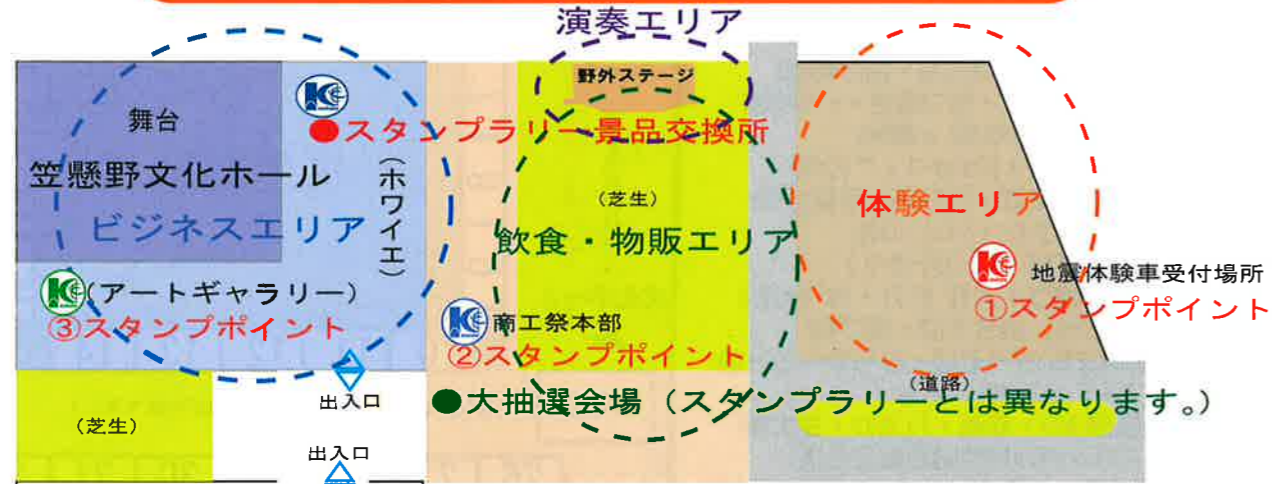 演奏エリア
野外ステージ
舞台
●スタンプラリー景品交換所
笠懸野文化ホール
(ホワイエ)
ビジネスエリア
(芝生)
飲食・物販エリア
体験エリア
(アートギャラリー)
③スタンプポイント
商工祭本部
②スタンプポイント
地震体験車受付場所
①スタンプポイント
出入口
(道路)
●大抽選会場(スタンプラリーとは異なります。)
(芝生)
出入口